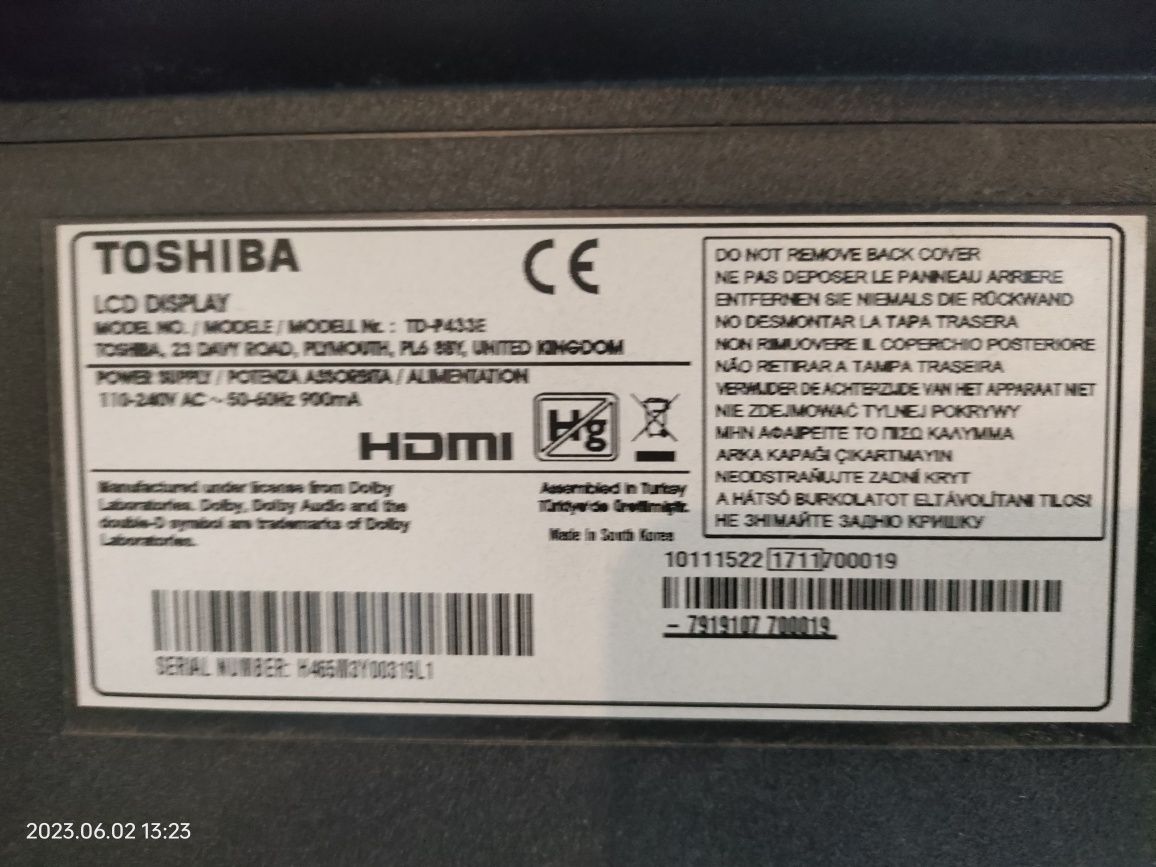 TOSHIBA
CE
LCD DISPLAY
MODEL NO. / MODELE / MODELL Nr. : TD-P433E
TOSHIBA, 23 DAVY ROAD, PLYMOUTH, PL6 8BY, UNITED KINGDOM
POWER SUPPLY / POTENZA ASSORBITA / ALIMENTATION
110-240V AC ~ 50-60Hz 900mA
HDMI
Hg
Manufactured under license from Dolby
Laboratories. Dolby, Dolby Audio and the
double-D symbol are trademarks of Dolby
Laboratories.
Assembled in Turkey
Türkiye'de Üretilmiştir.
Made in South Korea
SERIAL NUMBER: H465M3Y00319L1
DO NOT REMOVE BACK COVER
NE PAS DEPOSER LE PANNEAU ARRIERE
ENTFERNEN SIE NIEMALS DIE RÜCKWAND
NO DESMONTAR LA TAPA TRASERA
NON RIMUOVERE IL COPERCHIO POSTERIORE
NÃO RETIRAR A TAMPA TRASEIRA
VERWIJDER DE ACHTERZIJDE VAN HET APPARAAT NIET
NIE ZDEJMOWAĆ TYLNEJ POKRYWY
ΜΗΝ ΑΦΑΙΡΕΙΤΕ ΤΟ ΠΙΣΩ ΚΑΛΥΜΜΑ
ARKA KAPAĞI ÇIKARTMAYIN
NEODSTRAŇUJTE ZADNÍ KRYT
A HÁTSÓ BURKOLATOT ELTÁVOLÍTANI TILOS!
НЕ ЗНІМАЙТЕ ЗАДНЮ КРИШКУ
10111522 1711700019
- 7919107 700019
2023.06.02 13:23